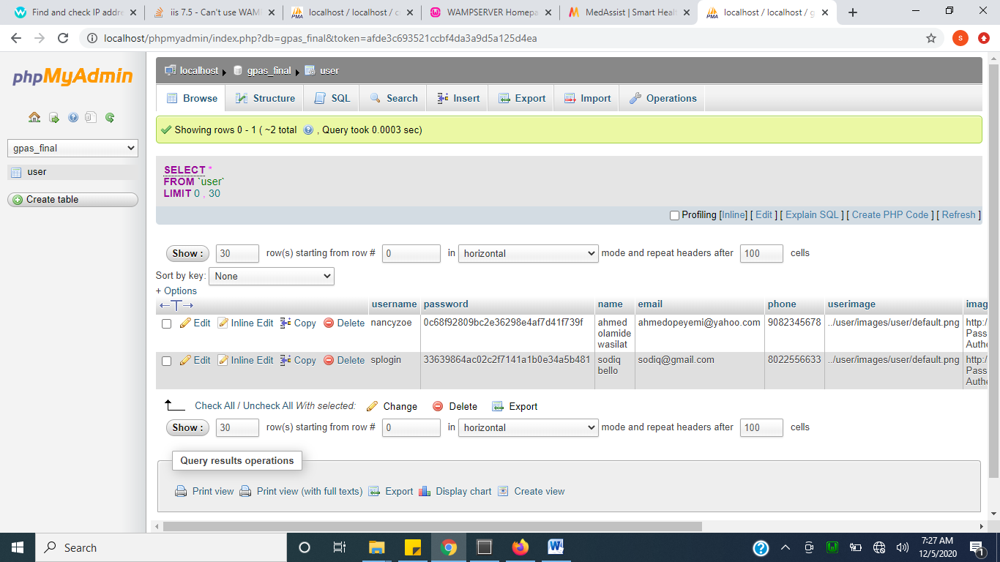 Find and check IP addre
iis 7.5 - Can't use WAMP
localhost / localhost / c
WAMPSERVER Homepa
MedAssist | Smart Healt
localhost / localhost / g
localhost/phpmyadmin/index.php?db=gpas_final&token=afde3c693521ccbf4da3a9d5a125d4ea
S
phpMyAdmin
gpas_final
user
Create table
localhost gpas_final user
Browse Structure SQL Search Insert Export Import Operations
Showing rows 0 - 1 ( ~2 total , Query took 0.0003 sec)
SELECT *
FROM `user`
LIMIT 0 , 30
Profiling [Inline] [ Edit ] [ Explain SQL ] [ Create PHP Code ] [ Refresh ]
Show : 30 row(s) starting from row # 0 in horizontal mode and repeat headers after 100 cells
Sort by key: None
+ Options
←T→ username password name email phone userimage imag
Edit Inline Edit Copy Delete nancyzoe 0c68f92809bc2e36298e4af7d41f739f ahmed ahmedopeyemi@yahoo.com 9082345678 ../user/images/user/default.png http:/
olamide Pass
wasilat Authe
Edit Inline Edit Copy Delete splogin 33639864ac02c2f7141a1b0e34a5b481 sodiq sodiq@gmail.com 8022556633 ../user/images/user/default.png http:/
bello Pass
Authe
Check All / Uncheck All With selected: Change Delete Export
Show : 30 row(s) starting from row # 0 in horizontal mode and repeat headers after 100 cells
Query results operations
Print view Print view (with full texts) Export Display chart Create view
Search
7:27 AM
12/5/2020
1